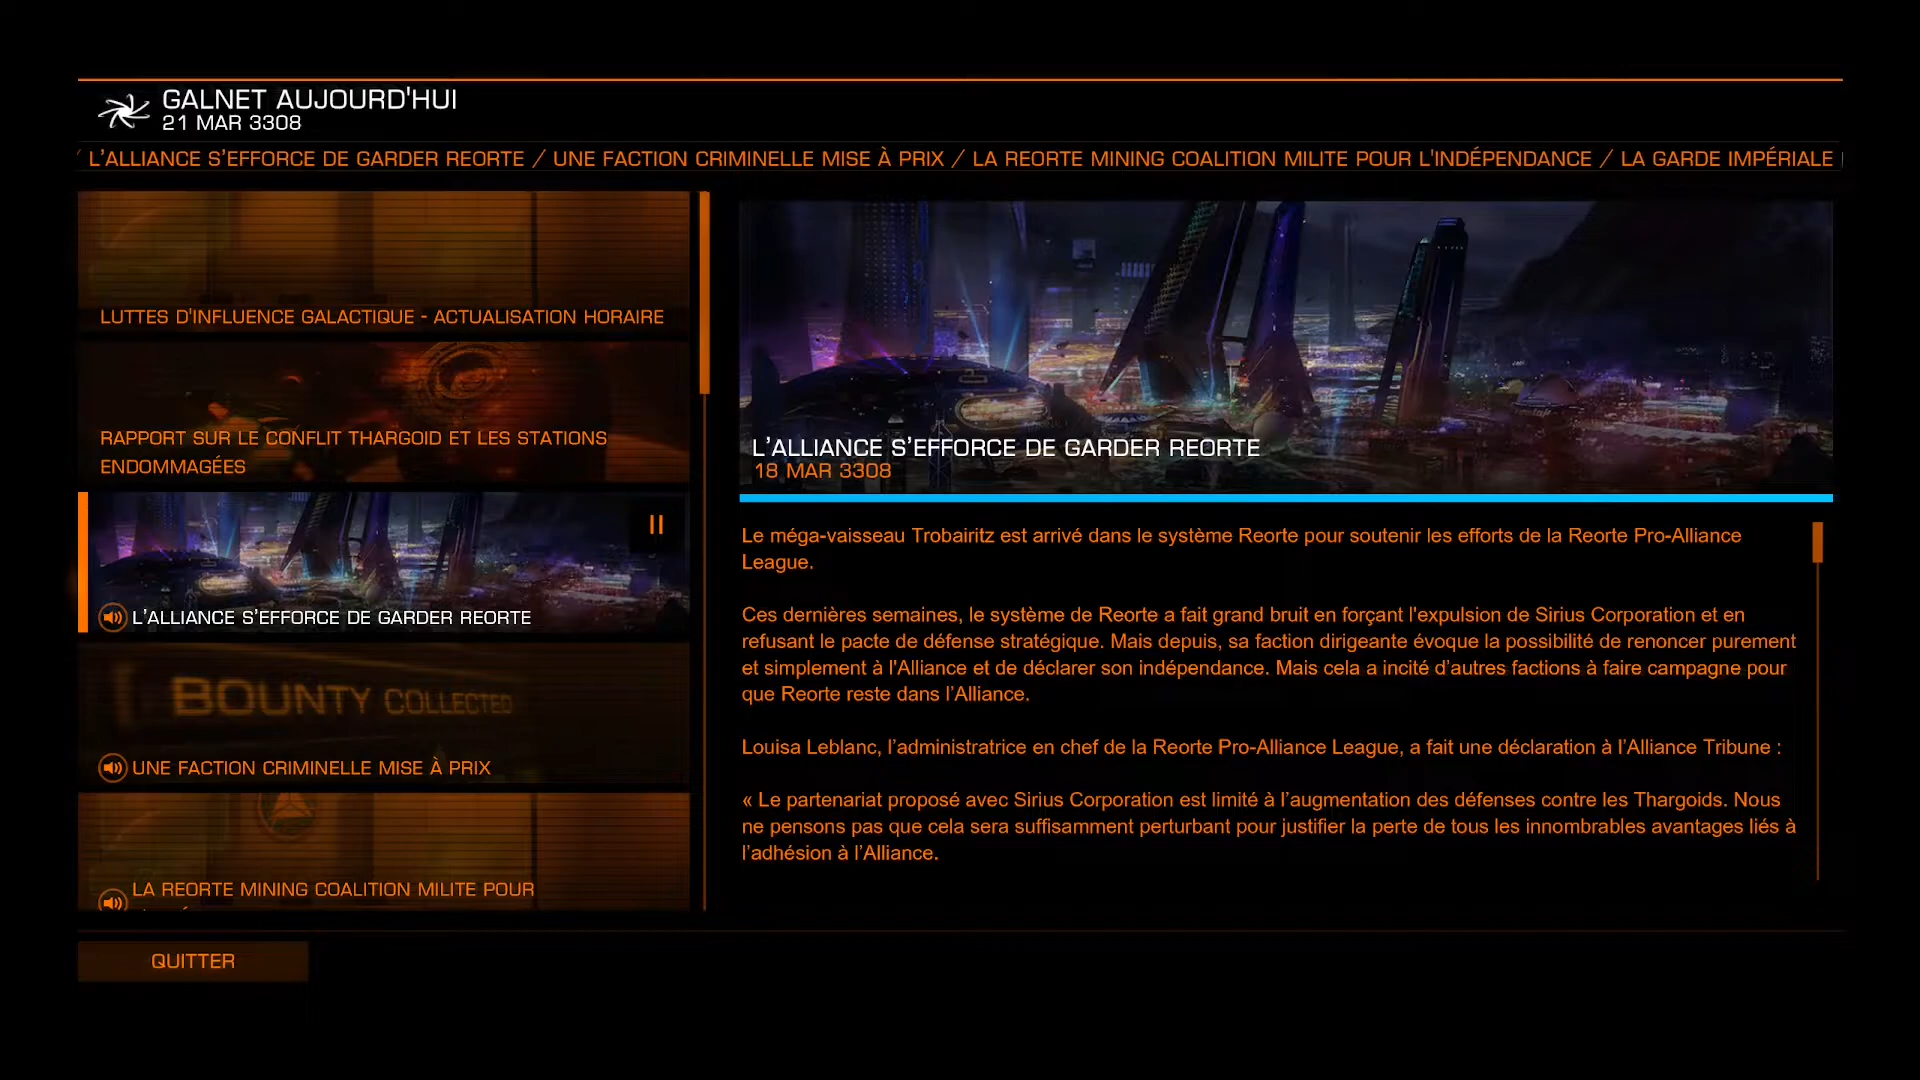 GALNET AUJOURD'HUI
21 MAR 3308
/ L’ALLIANCE S’EFFORCE DE GARDER REORTE / UNE FACTION CRIMINELLE MISE À PRIX / LA REORTE MINING COALITION MILITE POUR L'INDÉPENDANCE / LA GARDE IMPÉRIALE
LUTTES D'INFLUENCE GALACTIQUE - ACTUALISATION HORAIRE
RAPPORT SUR LE CONFLIT THARGOID ET LES STATIONS
ENDOMMAGÉES
L’ALLIANCE S’EFFORCE DE GARDER REORTE
BOUNTY COLLECTED
UNE FACTION CRIMINELLE MISE À PRIX
LA REORTE MINING COALITION MILITE POUR
L’ALLIANCE S’EFFORCE DE GARDER REORTE
18 MAR 3308
Le méga-vaisseau Trobairitz est arrivé dans le système Reorte pour soutenir les efforts de la Reorte Pro-Alliance
League.
Ces dernières semaines, le système de Reorte a fait grand bruit en forçant l'expulsion de Sirius Corporation et en
refusant le pacte de défense stratégique. Mais depuis, sa faction dirigeante évoque la possibilité de renoncer purement
et simplement à l'Alliance et de déclarer son indépendance. Mais cela a incité d’autres factions à faire campagne pour
que Reorte reste dans l’Alliance.
Louisa Leblanc, l’administratrice en chef de la Reorte Pro-Alliance League, a fait une déclaration à l’Alliance Tribune :
« Le partenariat proposé avec Sirius Corporation est limité à l’augmentation des défenses contre les Thargoids. Nous
ne pensons pas que cela sera suffisamment perturbant pour justifier la perte de tous les innombrables avantages liés à
l’adhésion à l’Alliance.
QUITTER